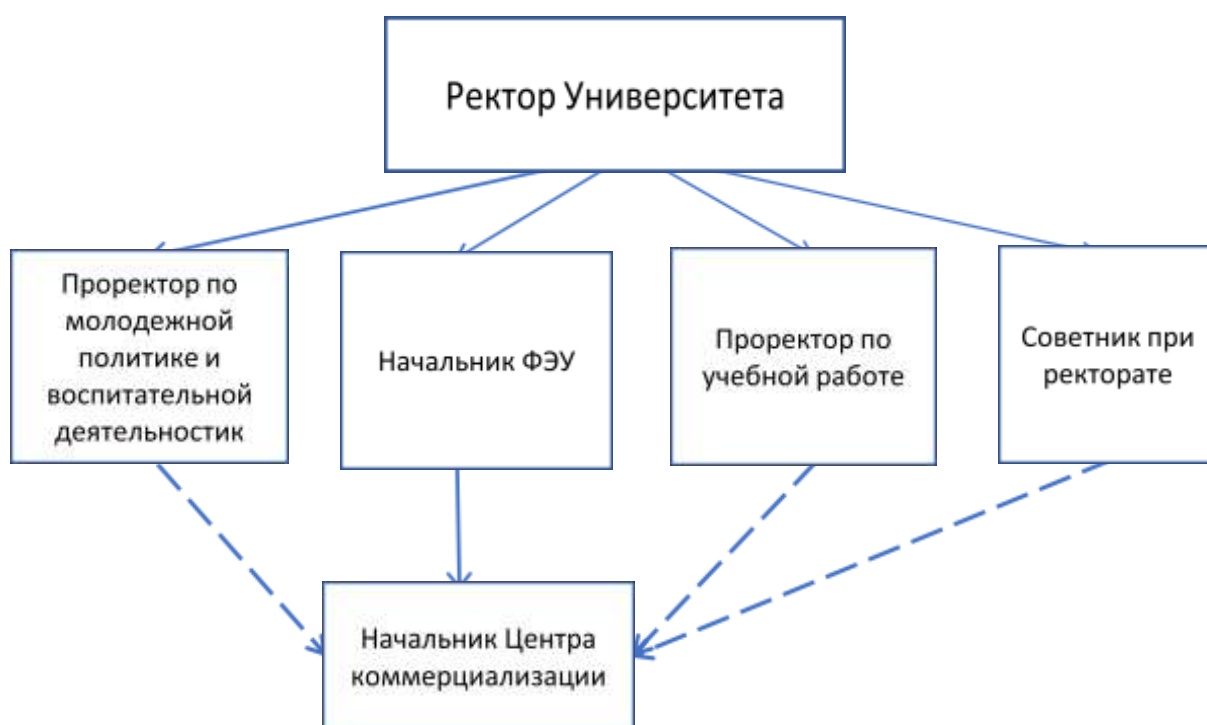 Ректор Университета
Проректор по
молодежной
политике и
воспитательной
деятельностик
Начальник ФЭУ
Проректор по
учебной работе
Советник при
ректорате
Начальник Центра
коммерциализации